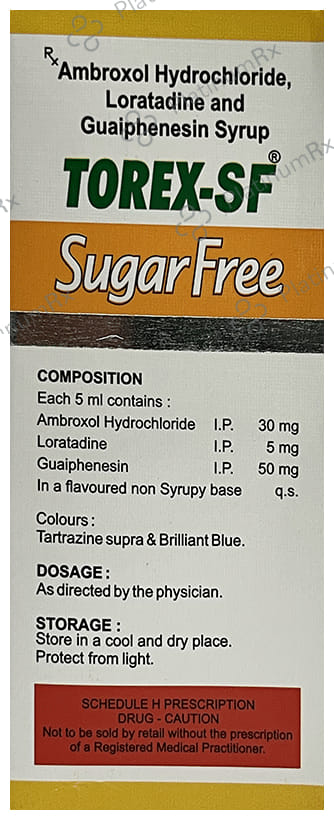 Rx Ambroxol Hydrochloride,
Loratadine and
Guaiphenesin Syrup
TOREX-SF®
Sugar Free
COMPOSITION
Each 5 ml contains :
Ambroxol Hydrochloride I.P. 30 mg
Loratadine I.P. 5 mg
Guaiphenesin I.P. 50 mg
In a flavoured non Syrupy base q.s.
Colours :
Tartrazine supra & Brilliant Blue.
DOSAGE :
As directed by the physician.
STORAGE :
Store in a cool and dry place.
Protect from light.
SCHEDULE H PRESCRIPTION
DRUG - CAUTION
Not to be sold by retail without the prescription
of a Registered Medical Practitioner.
PlatinumRx